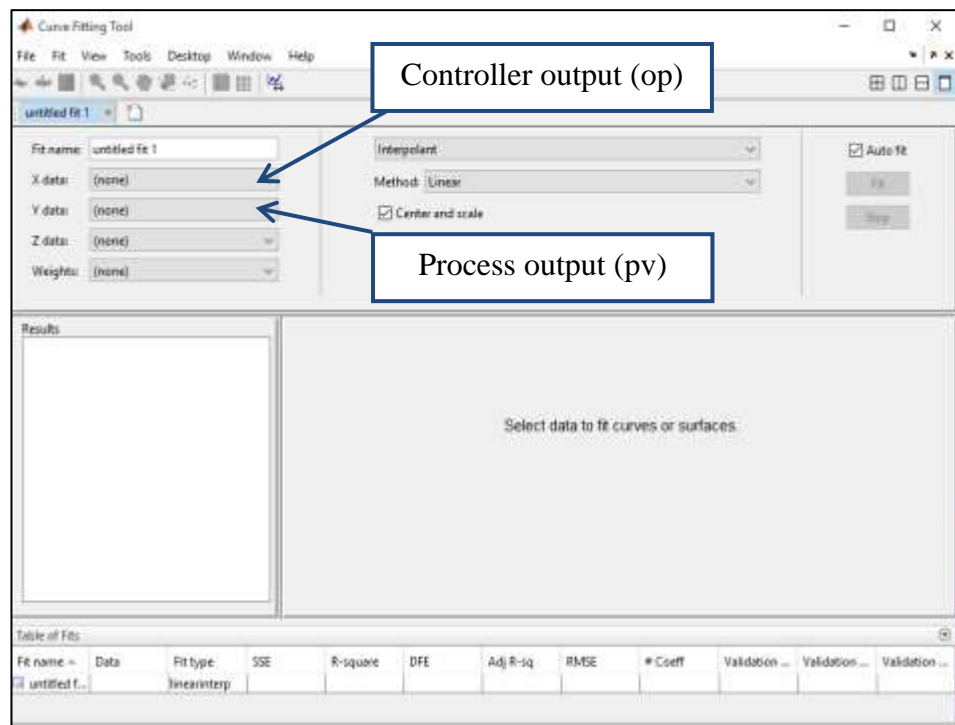 Curve Fitting Tool
File Fit View Tools Desktop Window Help
Controller output (op)
untitled fit 1
Fit name: untitled fit 1
Interpolant
Auto fit
X data: (none)
Method: Linear
Fit
Y data: (none)
Center and scale
Stop
Z data: (none)
Process output (pv)
Weights: (none)
Results
Select data to fit curves or surfaces.
Table of Fits
Fit name Data Fit type SSE R-square DFE Adj R-sq RMSE # Coeff Validation ... Validation ... Validation ...
untitled f... linearinterp